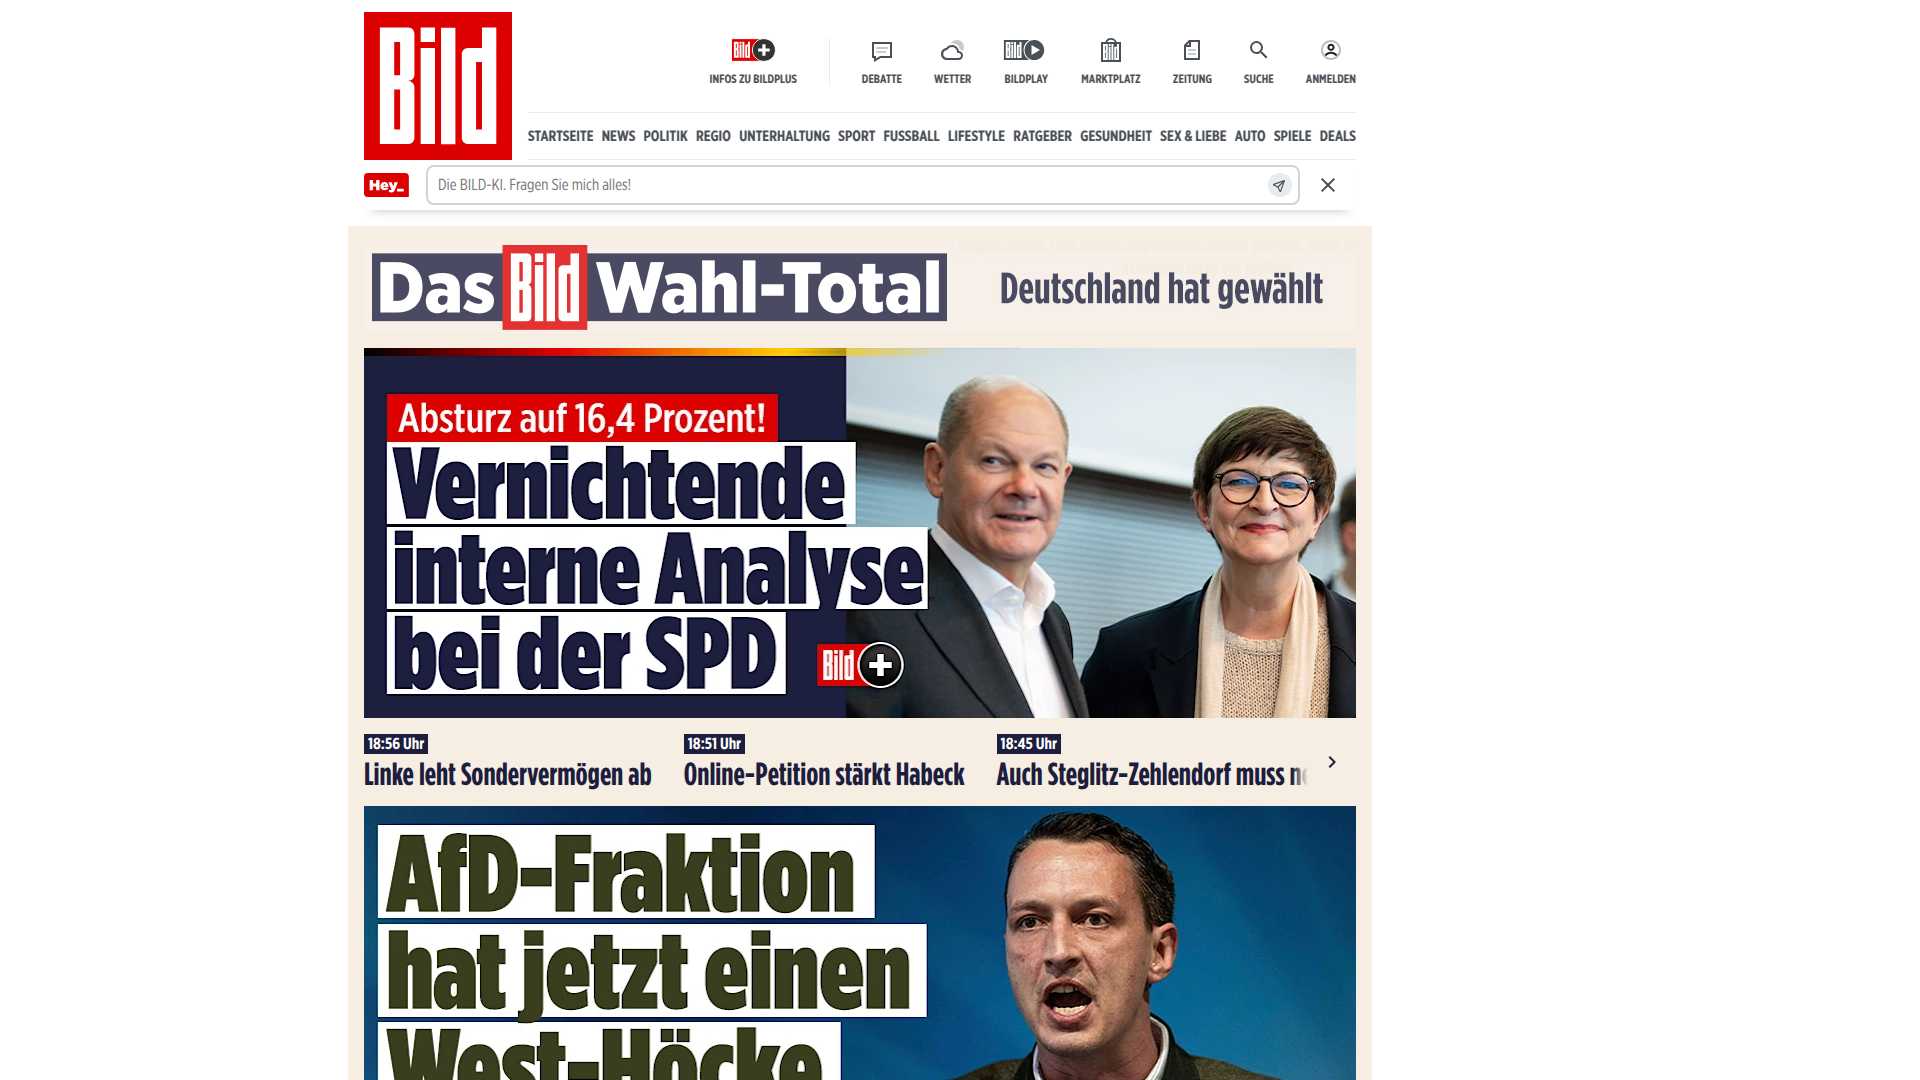 Bild
Bild
INFOS ZU BILDPLUS
DEBATTE
WETTER
Bild
BILDPLAY
Bild
MARKTPLATZ
ZEITUNG
SUCHE
ANMELDEN
STARTSEITE NEWS POLITIK REGIO UNTERHALTUNG SPORT FUSSBALL LIFESTYLE RATGEBER GESUNDHEIT SEX & LIEBE AUTO SPIELE DEALS
Hey_
Die BILD-KI. Fragen Sie mich alles!
Das Bild Wahl-Total
Deutschland hat gewählt
Absturz auf 16,4 Prozent!
Vernichtende
interne Analyse
bei der SPD
Bild +
18:56 Uhr
Linke leht Sondervermögen ab
18:51 Uhr
Online-Petition stärkt Habeck
18:45 Uhr
Auch Steglitz-Zehlendorf muss
AfD-Fraktion
hat jetzt einen
West-Höcke